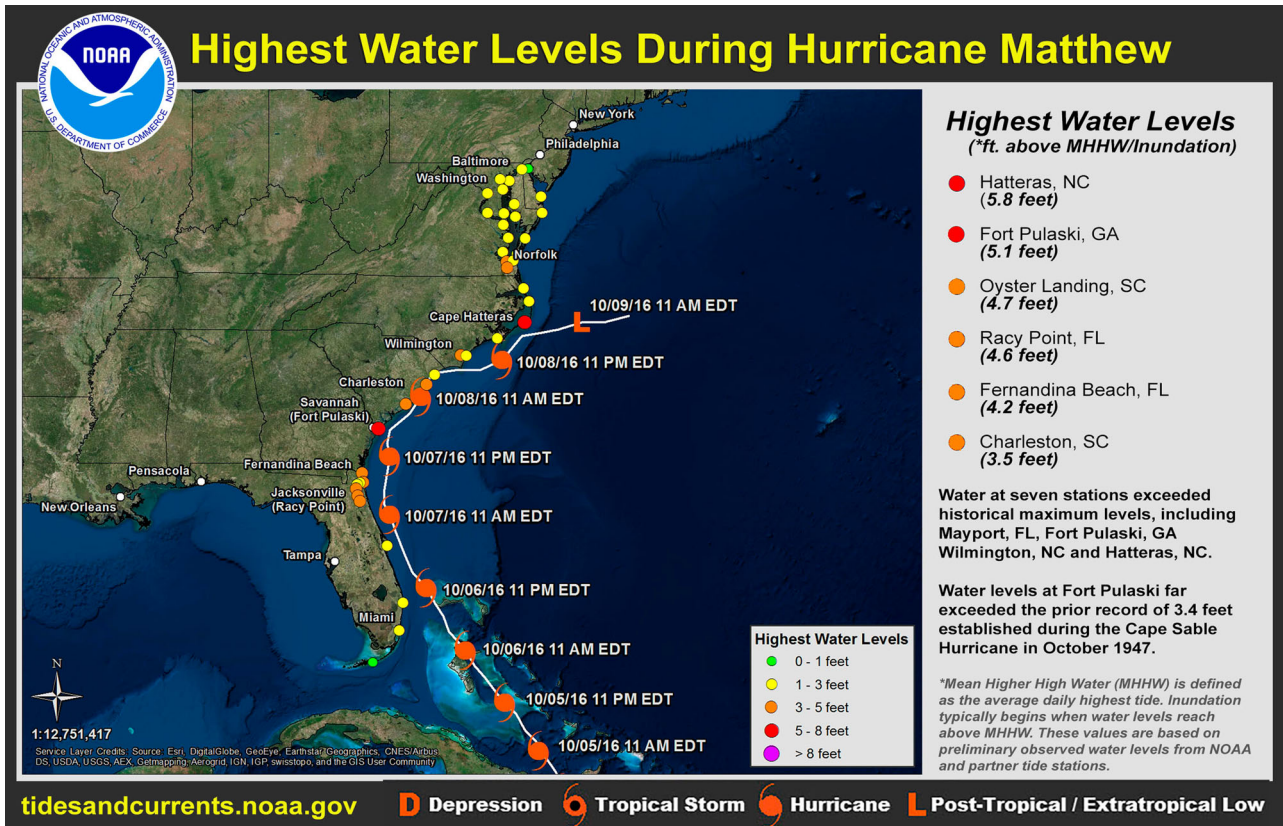 NATIONAL OCEANIC AND ATMOSPHERIC ADMINISTRATION
NOAA
U.S. DEPARTMENT OF COMMERCE
Highest Water Levels During Hurricane Matthew
New York
Philadelphia
Baltimore
Washington
Norfolk
10/09/16 11 AM EDT
Cape Hatteras
Wilmington
10/08/16 11 PM EDT
Charleston
10/08/16 11 AM EDT
Savannah
(Fort Pulaski)
10/07/16 11 PM EDT
Fernandina Beach
Pensacola
Jacksonville
(Racy Point)
New Orleans
10/07/16 11 AM EDT
Tampa
10/06/16 11 PM EDT
Miami
10/06/16 11 AM EDT
10/05/16 11 PM EDT
10/05/16 11 AM EDT
N
1:12,751,417
Service Layer Credits: Source: Esri, DigitalGlobe, GeoEye, Earthstar Geographics, CNES/Airbus
DS, USDA, USGS, AEX, Getmapping, Aerogrid, IGN, IGP, swisstopo, and the GIS User Community
Highest Water Levels
0 - 1 feet
1 - 3 feet
3 - 5 feet
5 - 8 feet
> 8 feet
Highest Water Levels
(*ft. above MHHW/Inundation)
Hatteras, NC
(5.8 feet)
Fort Pulaski, GA
(5.1 feet)
Oyster Landing, SC
(4.7 feet)
Racy Point, FL
(4.6 feet)
Fernandina Beach, FL
(4.2 feet)
Charleston, SC
(3.5 feet)
Water at seven stations exceeded
historical maximum levels, including
Mayport, FL, Fort Pulaski, GA
Wilmington, NC and Hatteras, NC.
Water levels at Fort Pulaski far
exceeded the prior record of 3.4 feet
established during the Cape Sable
Hurricane in October 1947.
*Mean Higher High Water (MHHW) is defined
as the average daily highest tide. Inundation
typically begins when water levels reach
above MHHW. These values are based on
preliminary observed water levels from NOAA
and partner tide stations.
L
tidesandcurrents.noaa.gov
D Depression
Tropical Storm
Hurricane
L Post-Tropical / Extratropical Low